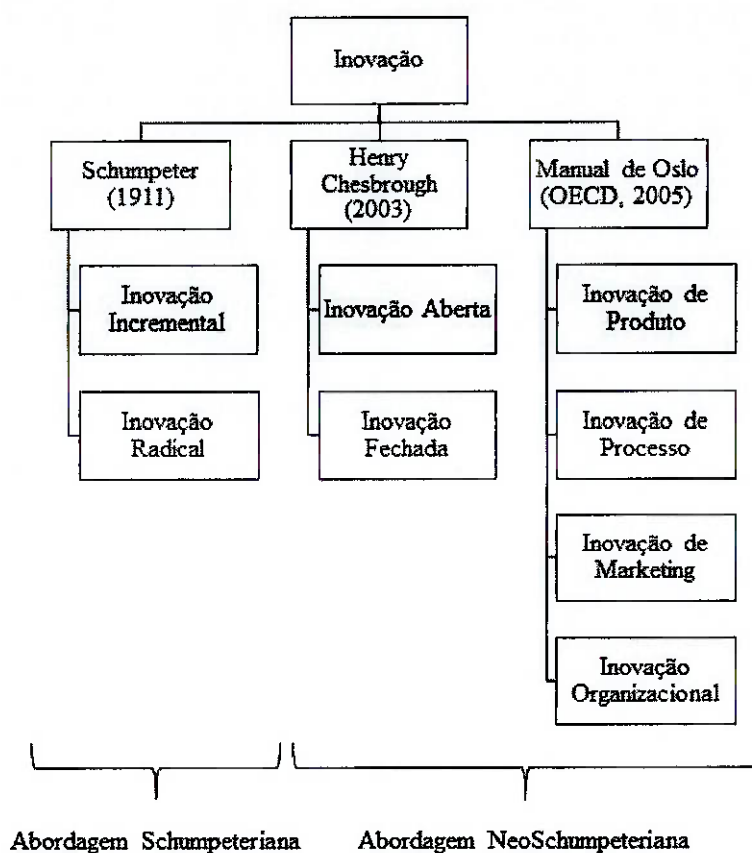 Inovação
Schumpeter
(1911)
Inovação
Incremental
Inovação
Radical
Henry
Chesbrough
(2003)
Inovação Aberta
Inovação
Fechada
Manual de Oslo
(OECD, 2005)
Inovação de
Produto
Inovação de
Processo
Inovação de
Marketing
Inovação
Organizacional
Abordagem Schumpeteriana
Abordagem NeoSchumpeteriana